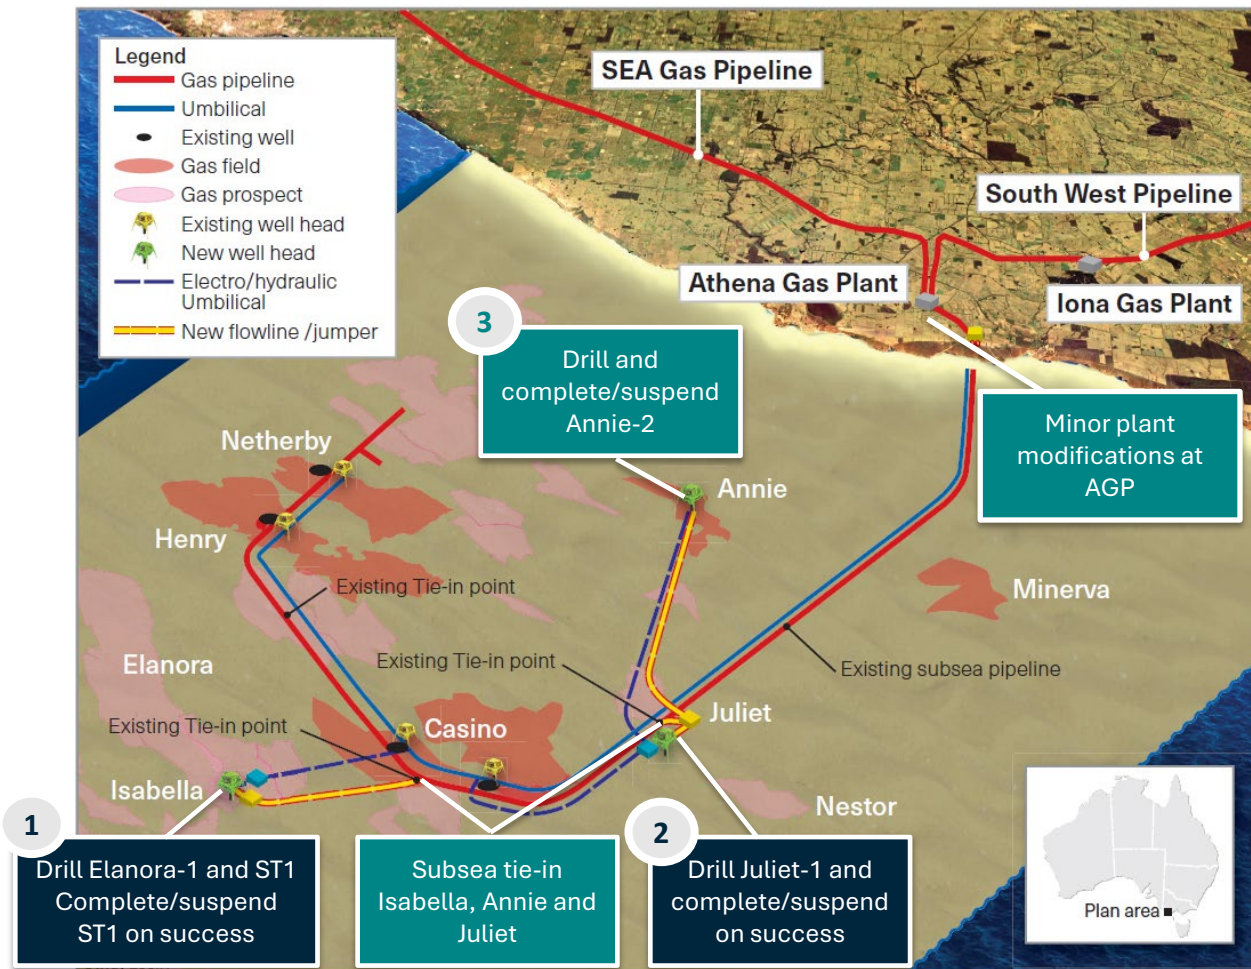 Legend
Gas pipeline
Umbilical
Existing well
Gas field
Gas prospect
Existing well head
New well head
Electro/hydraulic
Umbilical
New flowline /jumper
SEA Gas Pipeline
South West Pipeline
Athena Gas Plant
Iona Gas Plant
3
Drill and
complete/suspend
Annie-2
Minor plant
modifications at
AGP
Netherby
Annie
Henry
Existing Tie-in point
Minerva
Elanora
Existing Tie-in point
Existing subsea pipeline
Existing Tie-in point
Casino
Juliet
Isabella
Nestor
1
Drill Elanora-1 and ST1
Complete/suspend
ST1 on success
Subsea tie-in
Isabella, Annie and
Juliet
2
Drill Juliet-1 and
complete/suspend
on success
Plan area